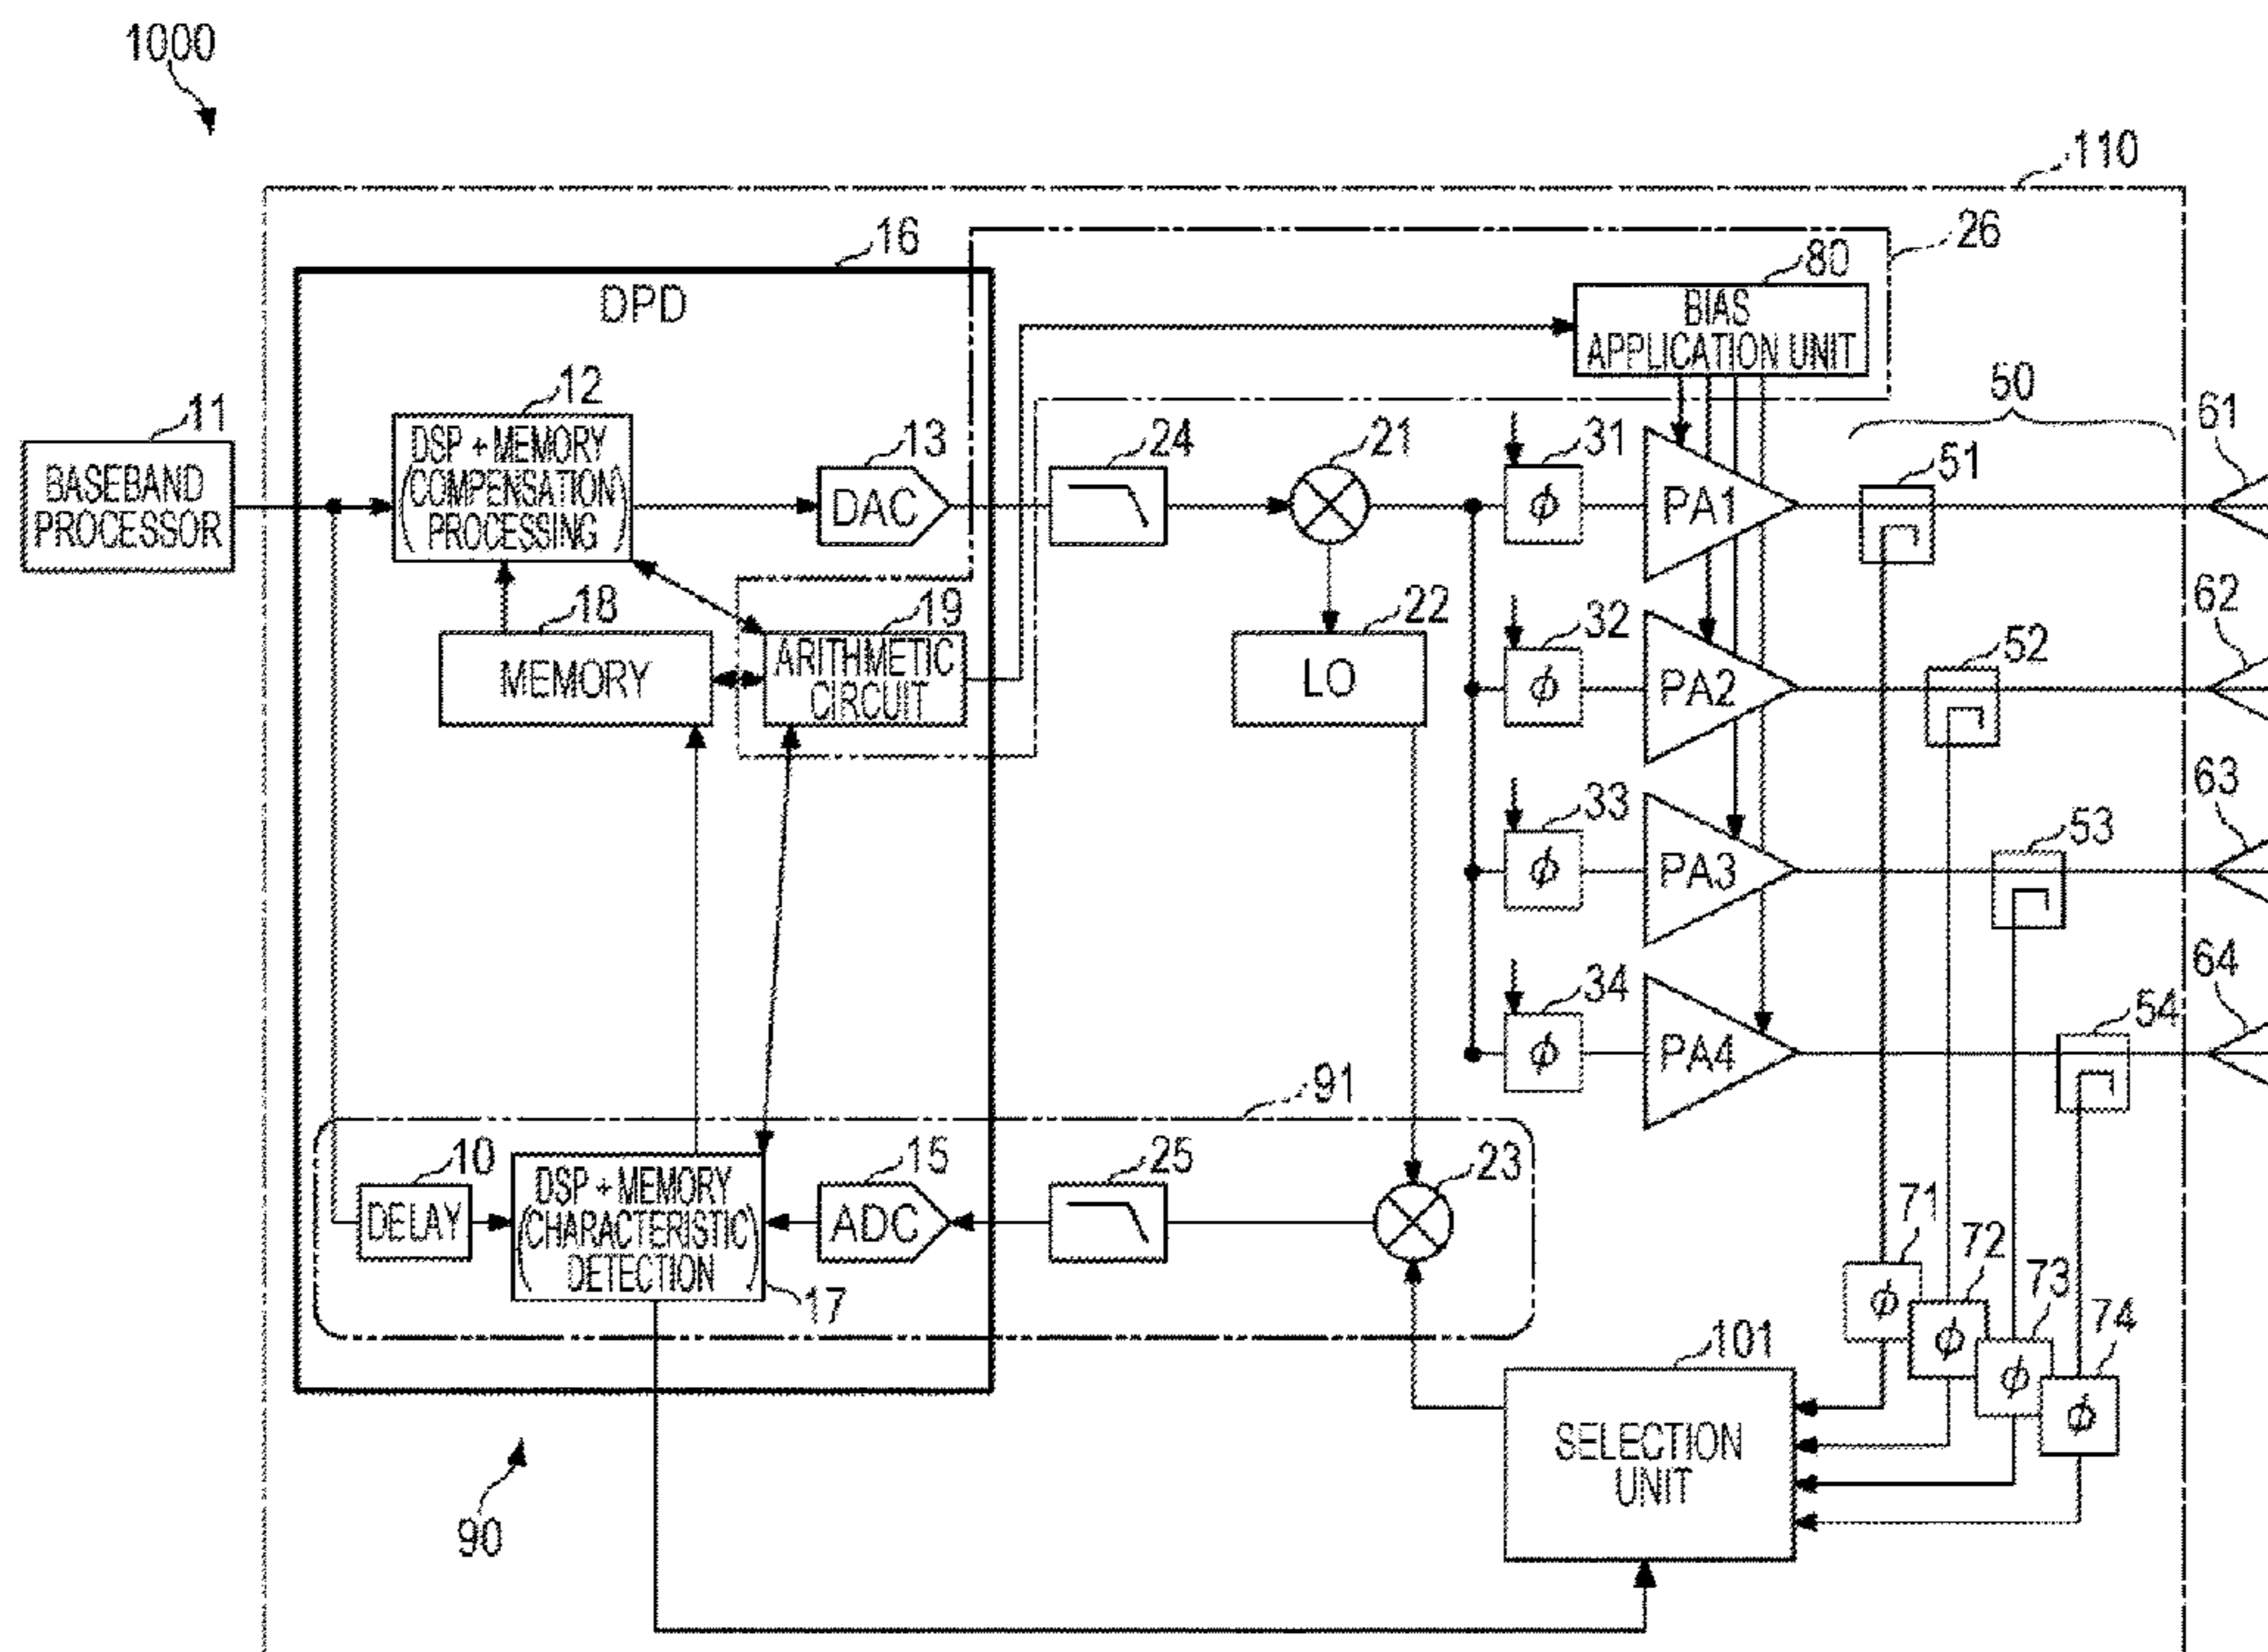 1000
110
16
26
DPD
80
BIAS
APPLICATION UNIT
12
11
BASEBAND
PROCESSOR
DSP + MEMORY
(COMPENSATION)
PROCESSING
13
DAC
24
21
31
ϕ
PA1
50
51
61
18
MEMORY
19
ARITHMETIC
CIRCUIT
22
LO
32
ϕ
PA2
52
62
33
ϕ
PA3
53
63
34
ϕ
PA4
54
64
91
10
DELAY
DSP + MEMORY
(CHARACTERISTIC)
DETECTION
17
15
ADC
25
23
71
ϕ
72
ϕ
73
ϕ
74
ϕ
101
SELECTION
UNIT
90